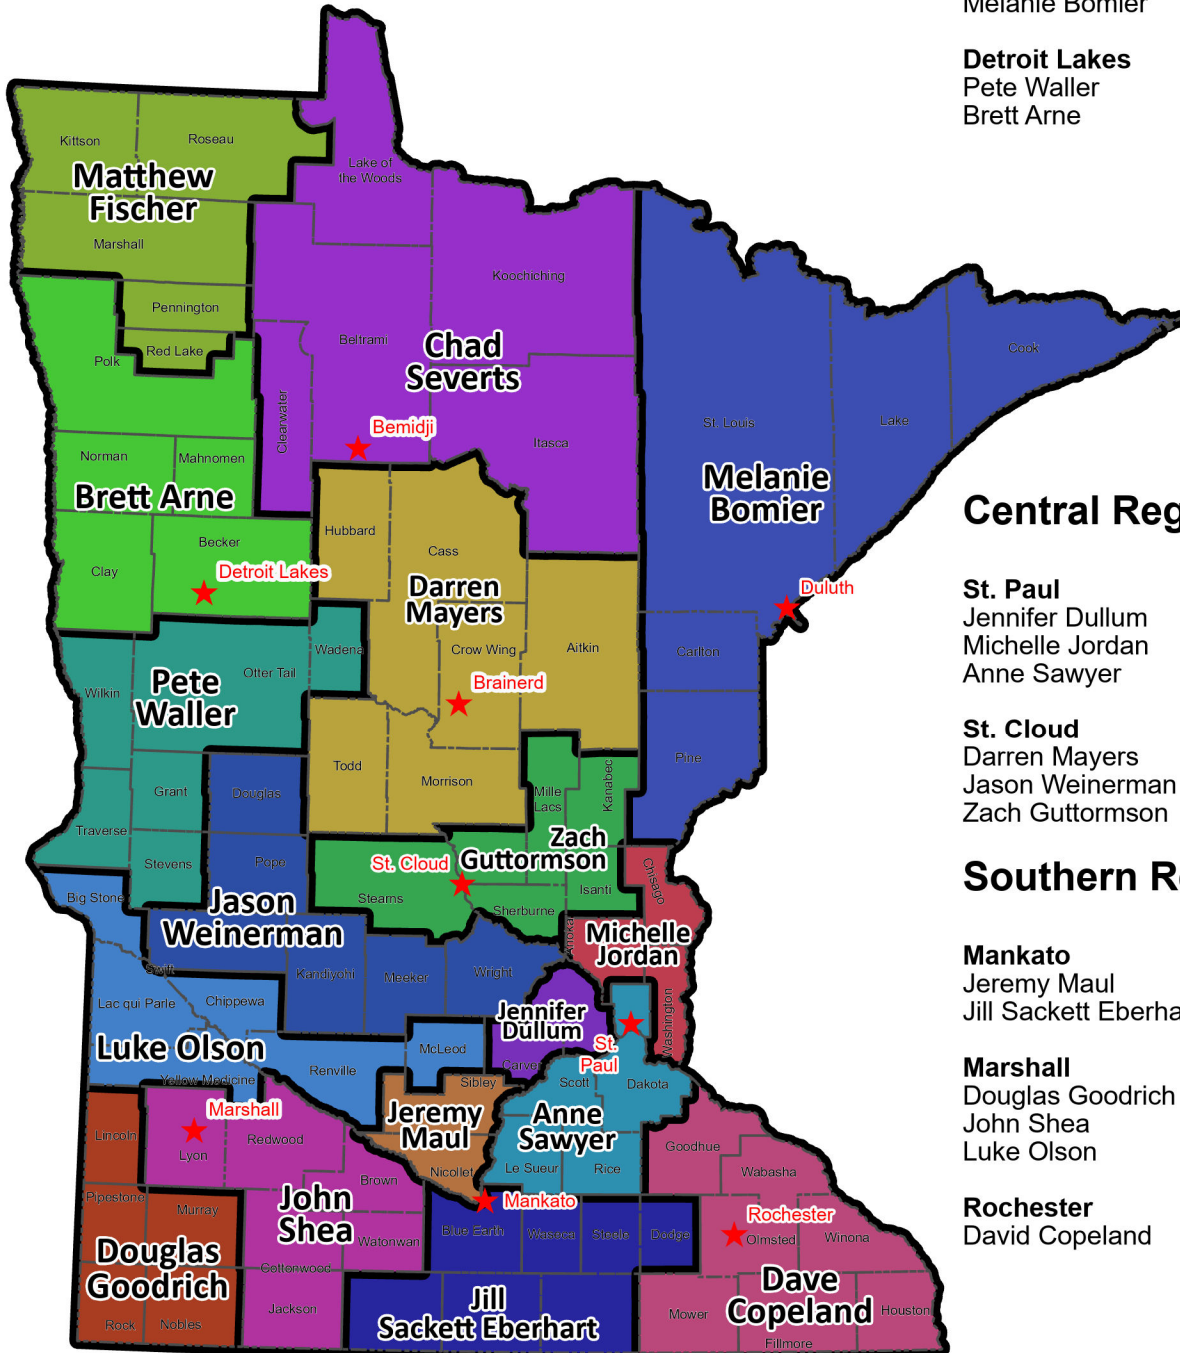 Melanie Bomier
Detroit Lakes
Pete Waller
Brett Arne
Kittson
Roseau
Matthew
Fischer
Lake of
the Woods
Marshall
Koochiching
Pennington
Red Lake
Polk
Beltrami
Chad
Severts
Cook
Clearwater
Bemidji
St. Louis
Lake
Itasca
Norman
Mahnomen
Brett Arne
Melanie
Bomier
Central Reg
Hubbard
Becker
Cass
Clay
Detroit Lakes
Darren
Mayers
Duluth
St. Paul
Jennifer Dullum
Michelle Jordan
Anne Sawyer
Wadena
Crow Wing
Aitkin
Carlton
Otter Tail
Wilkin
Pete
Waller
Brainerd
St. Cloud
Darren Mayers
Jason Weinerman
Zach Guttormson
Todd
Morrison
Pine
Grant
Douglas
Mille
Lacs
Kanabec
Traverse
Zach
Guttormson
Stevens
Pope
St. Cloud
Southern Re
Big Stone
Stearns
Isanti
Chisago
Jason
Weinerman
Sherburne
Anoka
Michelle
Jordan
Swift
Kandiyohi
Meeker
Wright
Mankato
Jeremy Maul
Jill Sackett Eberha
Lac qui Parle
Chippewa
Jennifer
Dullum
Washington
Luke Olson
McLeod
St.
Paul
Carver
Renville
Yellow Medicine
Sibley
Scott
Dakota
Marshall
Douglas Goodrich
John Shea
Luke Olson
Marshall
Jeremy
Maul
Anne
Sawyer
Lincoln
Lyon
Redwood
Goodhue
Nicollet
Le Sueur
Rice
Wabasha
Brown
Pipestone
Murray
John
Shea
Mankato
Rochester
Rochester
David Copeland
Blue Earth
Waseca
Steele
Dodge
Olmsted
Winona
Watonwan
Douglas
Goodrich
Cottonwood
Jill
Sackett Eberhart
Dave
Copeland
Jackson
Mower
Houston
Rock
Nobles
Fillmore